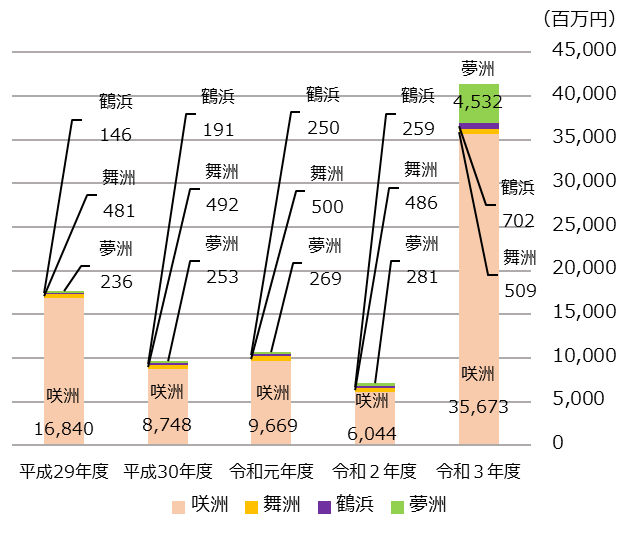 （百万円）
45,000
40,000
35,000
30,000
25,000
20,000
15,000
10,000
5,000
0
鶴浜
146
舞洲
481
夢洲
236
咲洲
16,840
鶴浜
191
舞洲
492
夢洲
253
咲洲
8,748
鶴浜
250
舞洲
500
夢洲
269
咲洲
9,669
鶴浜
259
舞洲
486
夢洲
281
咲洲
6,044
夢洲
4,532
鶴浜
702
舞洲
509
咲洲
35,673
平成29年度 平成30年度 令和元年度 令和２年度 令和３年度
咲洲 舞洲 鶴浜 夢洲